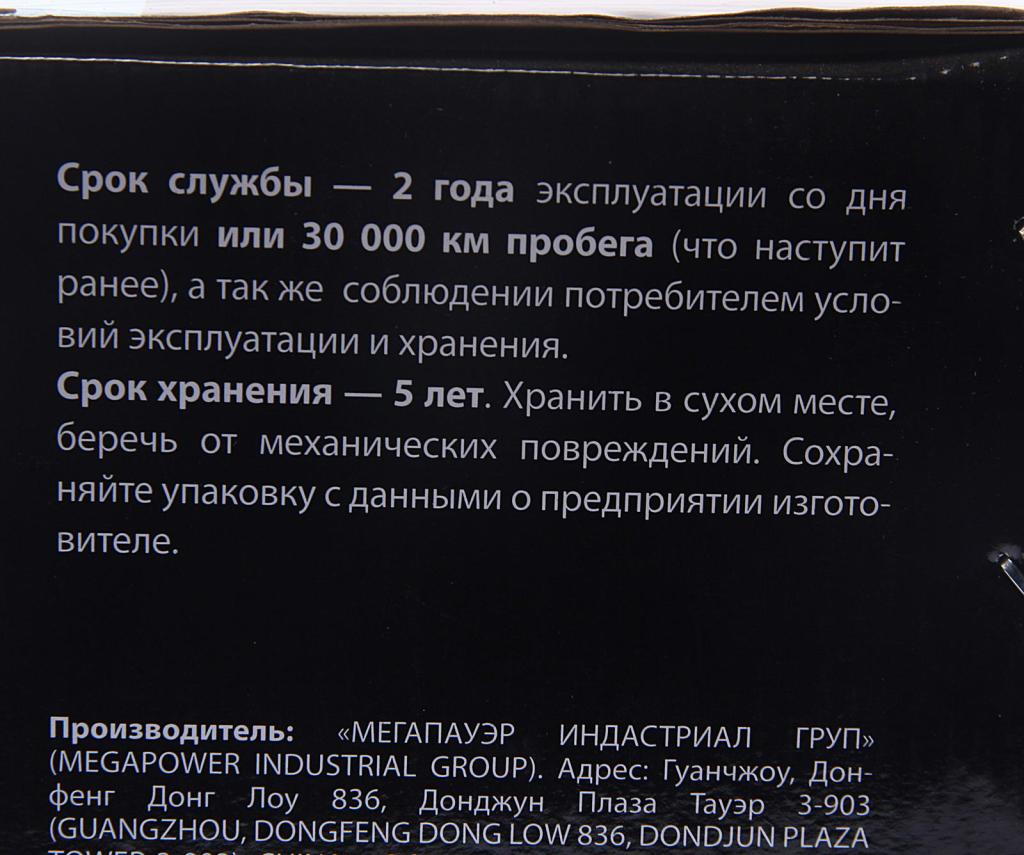 Срок службы — 2 года эксплуатации со дня
покупки или 30 000 км пробега (что наступит
ранее), а так же соблюдении потребителем усло-
вий эксплуатации и хранения.
Срок хранения — 5 лет. Хранить в сухом месте,
беречь от механических повреждений. Сохра-
няйте упаковку с данными о предприятии изгото-
вителе.
Производитель: «МЕГАПАУЭР ИНДАСТРИАЛ ГРУП»
(MEGAPOWER INDUSTRIAL GROUP). Адрес: Гуанчжоу, Дон-
фенг Донг Лоу 836, Донджун Плаза Тауэр 3-903
(GUANGZHOU, DONGFENG DONG LOW 836, DONDJUN PLAZA